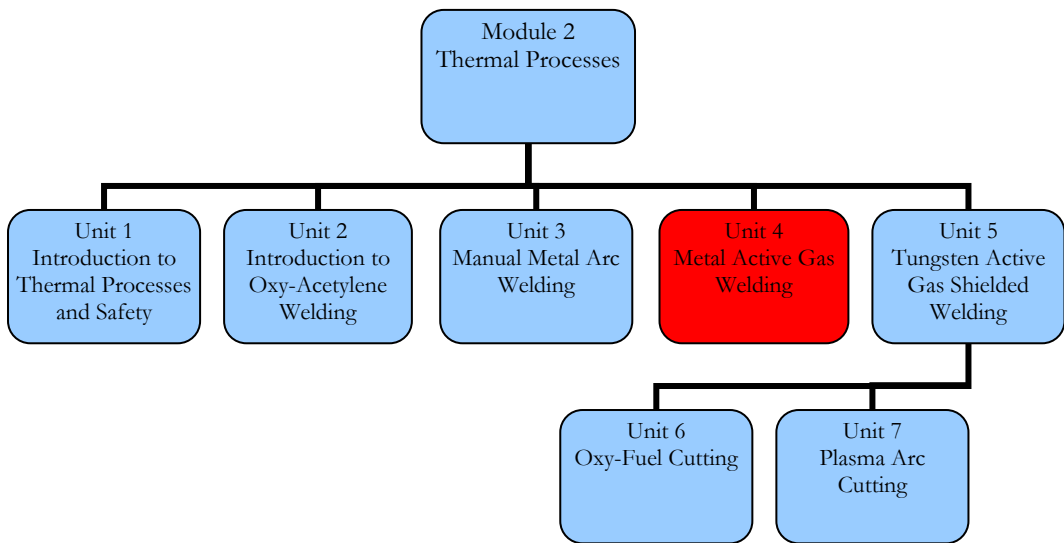 Module 2
Thermal Processes
Unit 1
Introduction to
Thermal Processes
and Safety
Unit 2
Introduction to
Oxy-Acetylene
Welding
Unit 3
Manual Metal Arc
Welding
Unit 4
Metal Active Gas
Welding
Unit 5
Tungsten Active
Gas Shielded
Welding
Unit 6
Oxy-Fuel Cutting
Unit 7
Plasma Arc
Cutting